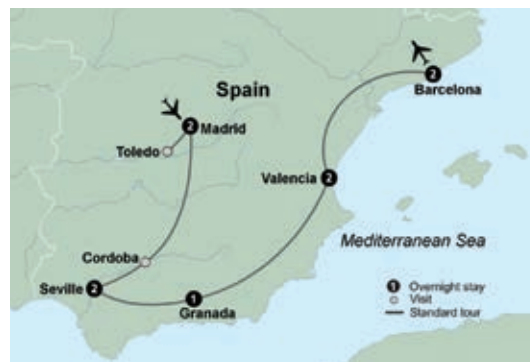 Spain
2
Barcelona
2
Madrid
Toledo
Valencia
2
Mediterranean Sea
Cordoba
Seville
2
1
Granada
1 Overnight stay
Visit
Standard tour